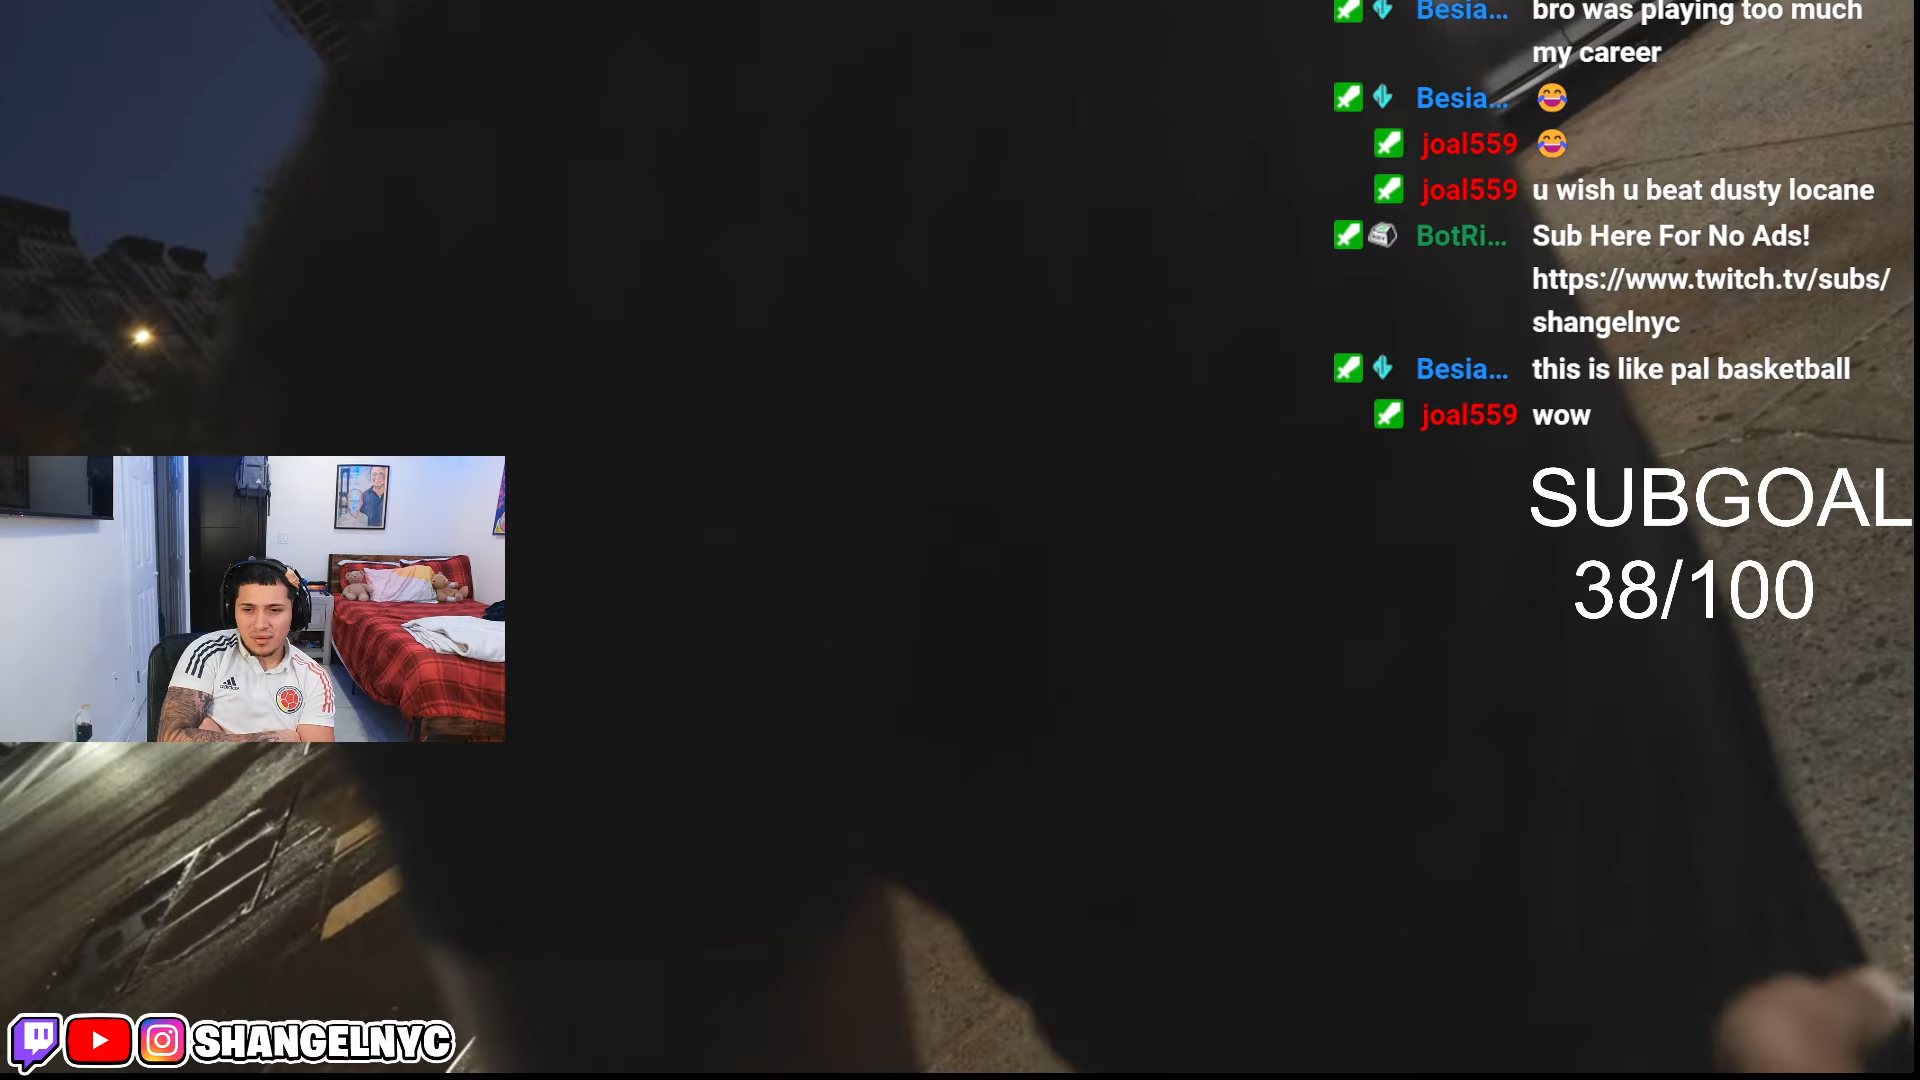 Besia... bro was playing too much
my career
Besia... 😂
joal559 😂
joal559 u wish u beat dusty locane
BotRi... Sub Here For No Ads!
https://www.twitch.tv/subs/
shangelnyc
Besia... this is like pal basketball
joal559 wow
SUBGOAL
38/100
adidas
SHANGELNYC